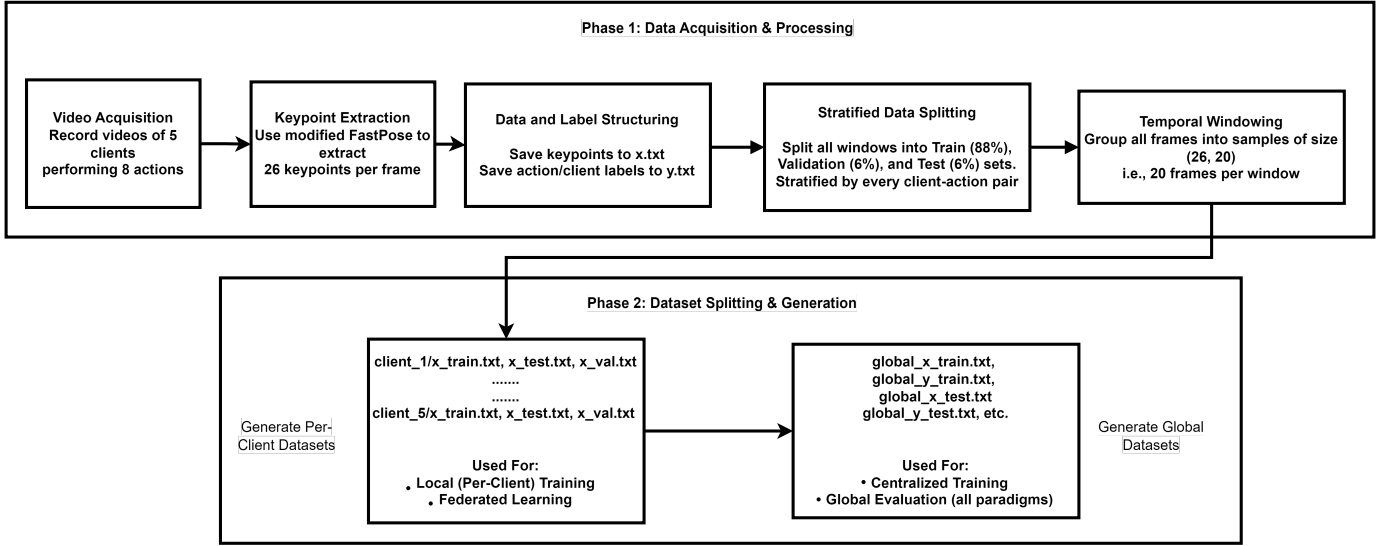 Phase 1: Data Acquisition & Processing
Video Acquisition
Record videos of 5
clients
performing 8 actions
Keypoint Extraction
Use modified FastPose to
extract
26 keypoints per frame
Data and Label Structuring
Save keypoints to x.txt
Save action/client labels to y.txt
Stratified Data Splitting
Split all windows into Train (88%),
Validation (6%), and Test (6%) sets.
Stratified by every client-action pair
Temporal Windowing
Group all frames into samples of size
(26, 20)
i.e., 20 frames per window
Phase 2: Dataset Splitting & Generation
Generate Per-
Client Datasets
client_1/x_train.txt, x_test.txt, x_val.txt
.......
.......
client_5/x_train.txt, x_test.txt, x_val.txt
Used For:
• Local (Per-Client) Training
• Federated Learning
global_x_train.txt,
global_y_train.txt,
global_x_test.txt
global_y_test.txt, etc.
Used For:
• Centralized Training
• Global Evaluation (all paradigms)
Generate Global
Datasets